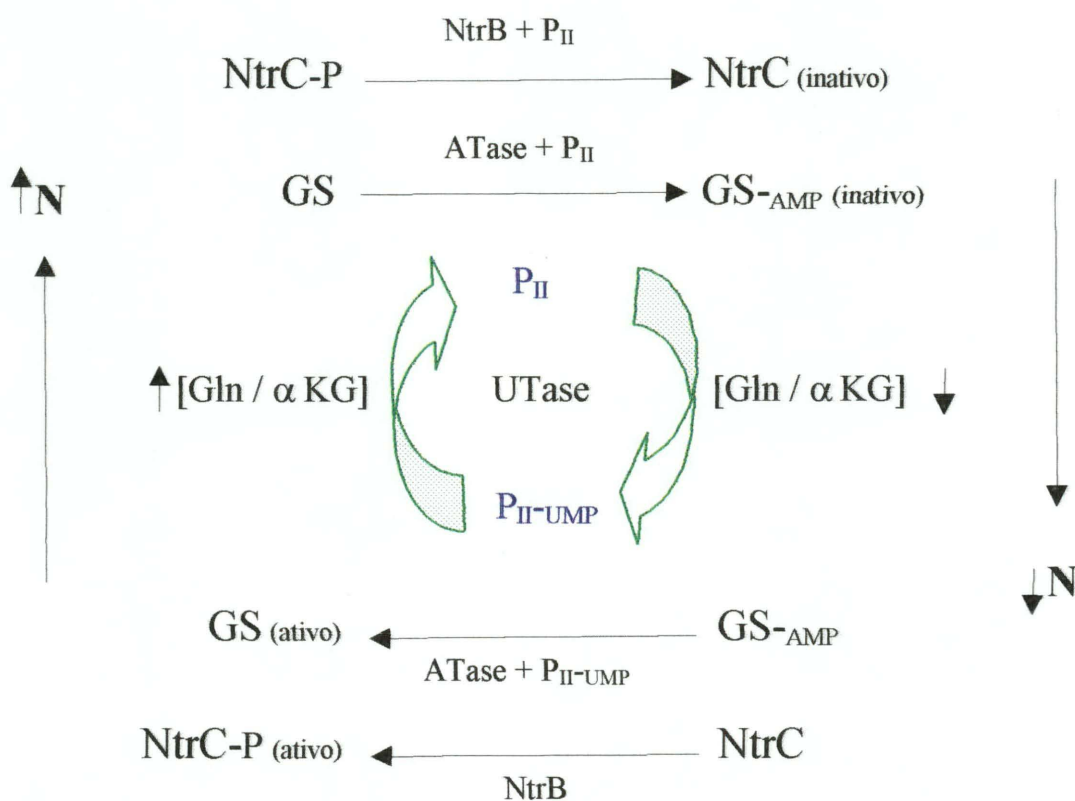 NtrB + PII
NtrC-P NtrC (inativo)
ATase + PII
GS GS-AMP (inativo)
↑N
PII
↑[Gln / α KG] UTase [Gln / α KG] ↓
PII-UMP
↓N
GS (ativo) GS-AMP
ATase + PII-UMP
NtrC-P (ativo) NtrC
NtrB